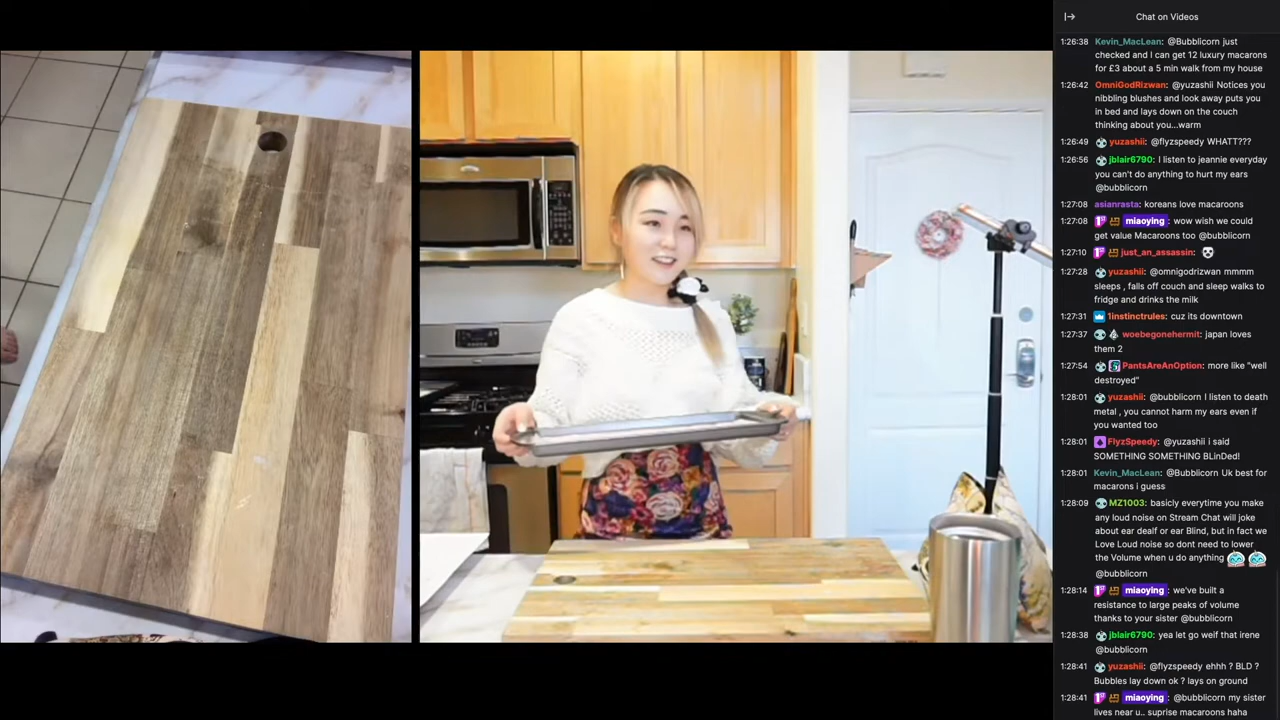 Chat on Videos
1:26:38 Kevin_MacLean: @Bubblicorn just
checked and I can get 12 luxury macarons
for £3 about a 5 min walk from my house
1:26:42 OmniGodRizwan: @yuzashii Notices you
nibbling blushes and look away puts you
in bed and lays down on the couch
thinking about you...warm
1:26:49 yuzashii: @flyzspeedy WHATT???
1:26:56 jblair6790: I listen to jeannie everyday
you can't do anything to hurt my ears
@bubblicorn
1:27:08 asianrasta: koreans love macaroons
1:27:08 miaoying: wow wish we could
get value Macaroons too @bubblicorn
1:27:10 just_an_assassin:
1:27:28 yuzashii: @omnigodrizwan mmmm
sleeps , falls off couch and sleep walks to
fridge and drinks the milk
1:27:31 1instinctrules: cuz its downtown
1:27:37 woebegonehermit: japan loves
them 2
1:27:54 PantsAreAnOption: more like "well
destroyed"
1:28:01 yuzashii: @bubblicorn I listen to death
metal , you cannot harm my ears even if
you wanted too
1:28:01 FlyzSpeedy: @yuzashii i said
SOMETHING SOMETHING BLinDed!
1:28:01 Kevin_MacLean: @Bubblicorn Uk best for
macarons i guess
1:28:09 MZ1003: basicly everytime you make
any loud noise on Stream Chat will joke
about ear dealf or ear Blind, but in fact we
Love Loud noise so dont need to lower
the Volume when u do anything
@bubblicorn
1:28:14 miaoying: we've built a
resistance to large peaks of volume
thanks to your sister @bubblicorn
1:28:38 jblair6790: yea let go weif that irene
@bubblicorn
1:28:41 yuzashii: @flyzspeedy ehhh ? BLD ?
Bubbles lay down ok ? lays on ground
1:28:41 miaoying: @bubblicorn my sister
lives near u.. suprise macaroons haha